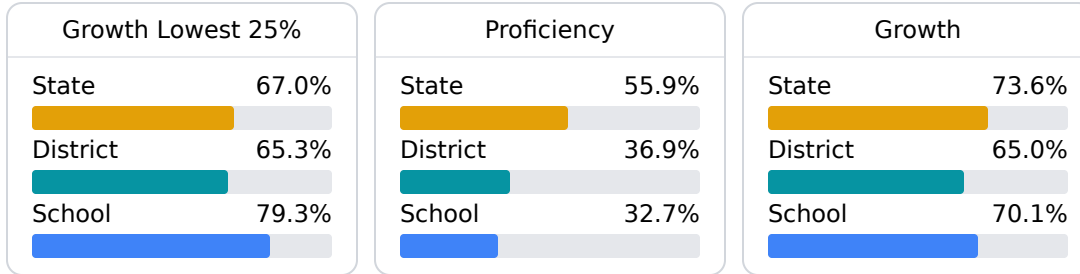 Growth Lowest 25%
State 67.0%
District 65.3%
School 79.3%
Proficiency
State 55.9%
District 36.9%
School 32.7%
Growth
State 73.6%
District 65.0%
School 70.1%